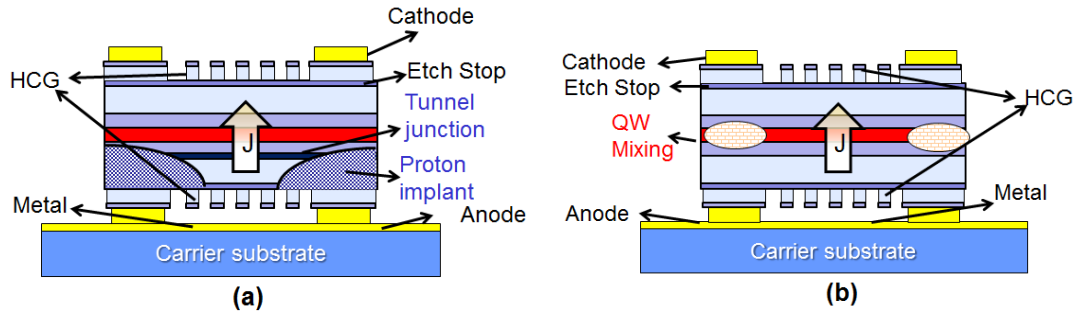 Cathode
HCG
Etch Stop
Tunnel
junction
J
Proton
implant
Metal
Anode
Carrier substrate
(a)
Cathode
Etch Stop
HCG
J
QW
Mixing
Metal
Anode
Carrier substrate
(b)